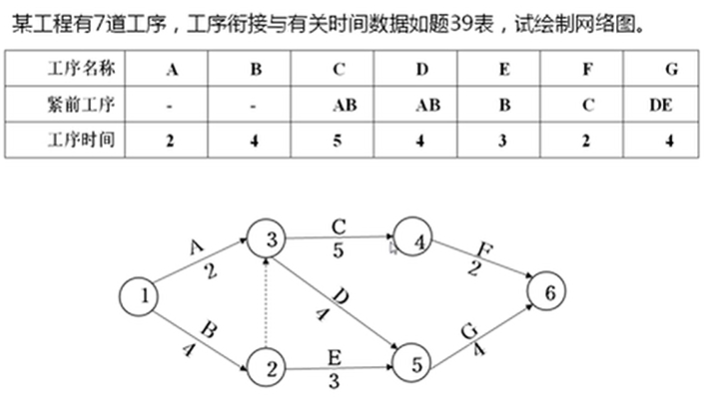 某工程有7道工序，工序衔接与有关时间数据如题39表，试绘制网络图。
工序名称 A B C D E F G
紧前工序 - - AB AB B C DE
工序时间 2 4 5 4 3 2 4
A 2
C 5
3
4
F 2
1
D 4
6
B 4
G 4
E 3
2
5